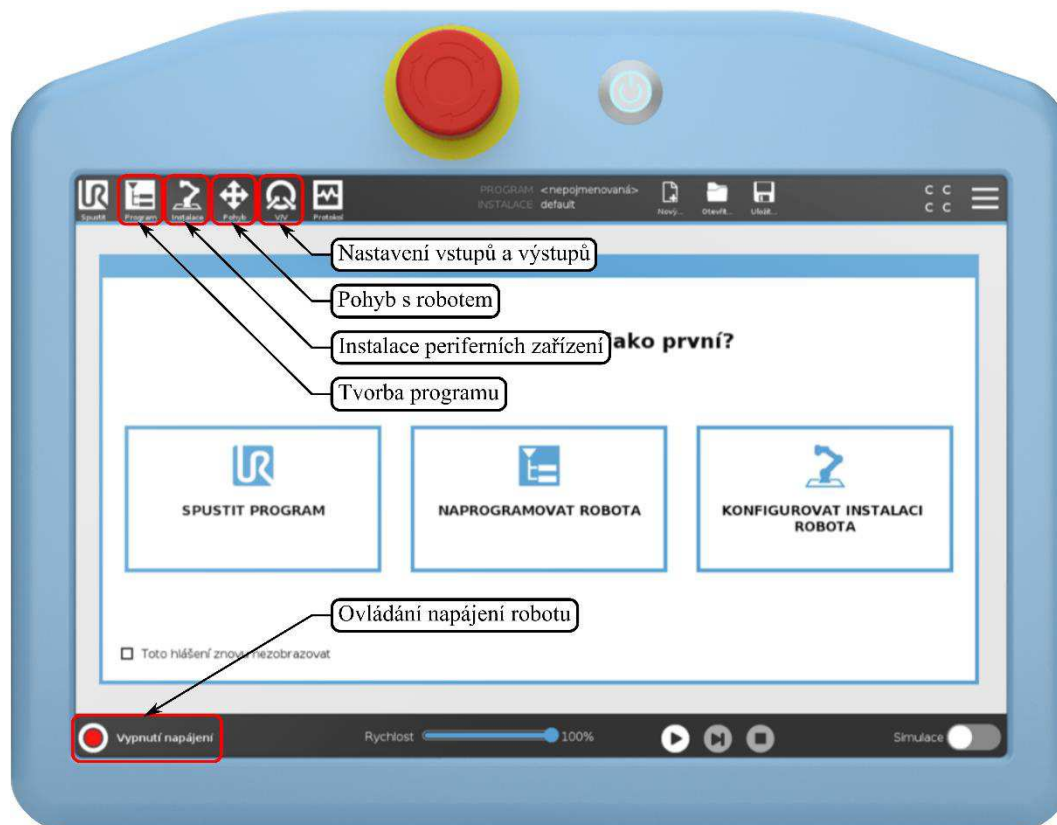 PROGRAM <nepojmenovaná>
INSTALACE default
C C
C C
Spustit Program Instalace Pohyb V/V Protokol Nový... Otevřít... Uložit...
Nastavení vstupů a výstupů
Pohyb s robotem
Instalace periferních zařízení
jako první?
Tvorba programu
SPUSTIT PROGRAM
NAPROGRAMOVAT ROBOTA
KONFIGUROVAT INSTALACI
ROBOTA
Ovládání napájení robotu
Toto hlášení znovu nezobrazovat
Vypnutí napájení
Rychlost
100%
Simulace